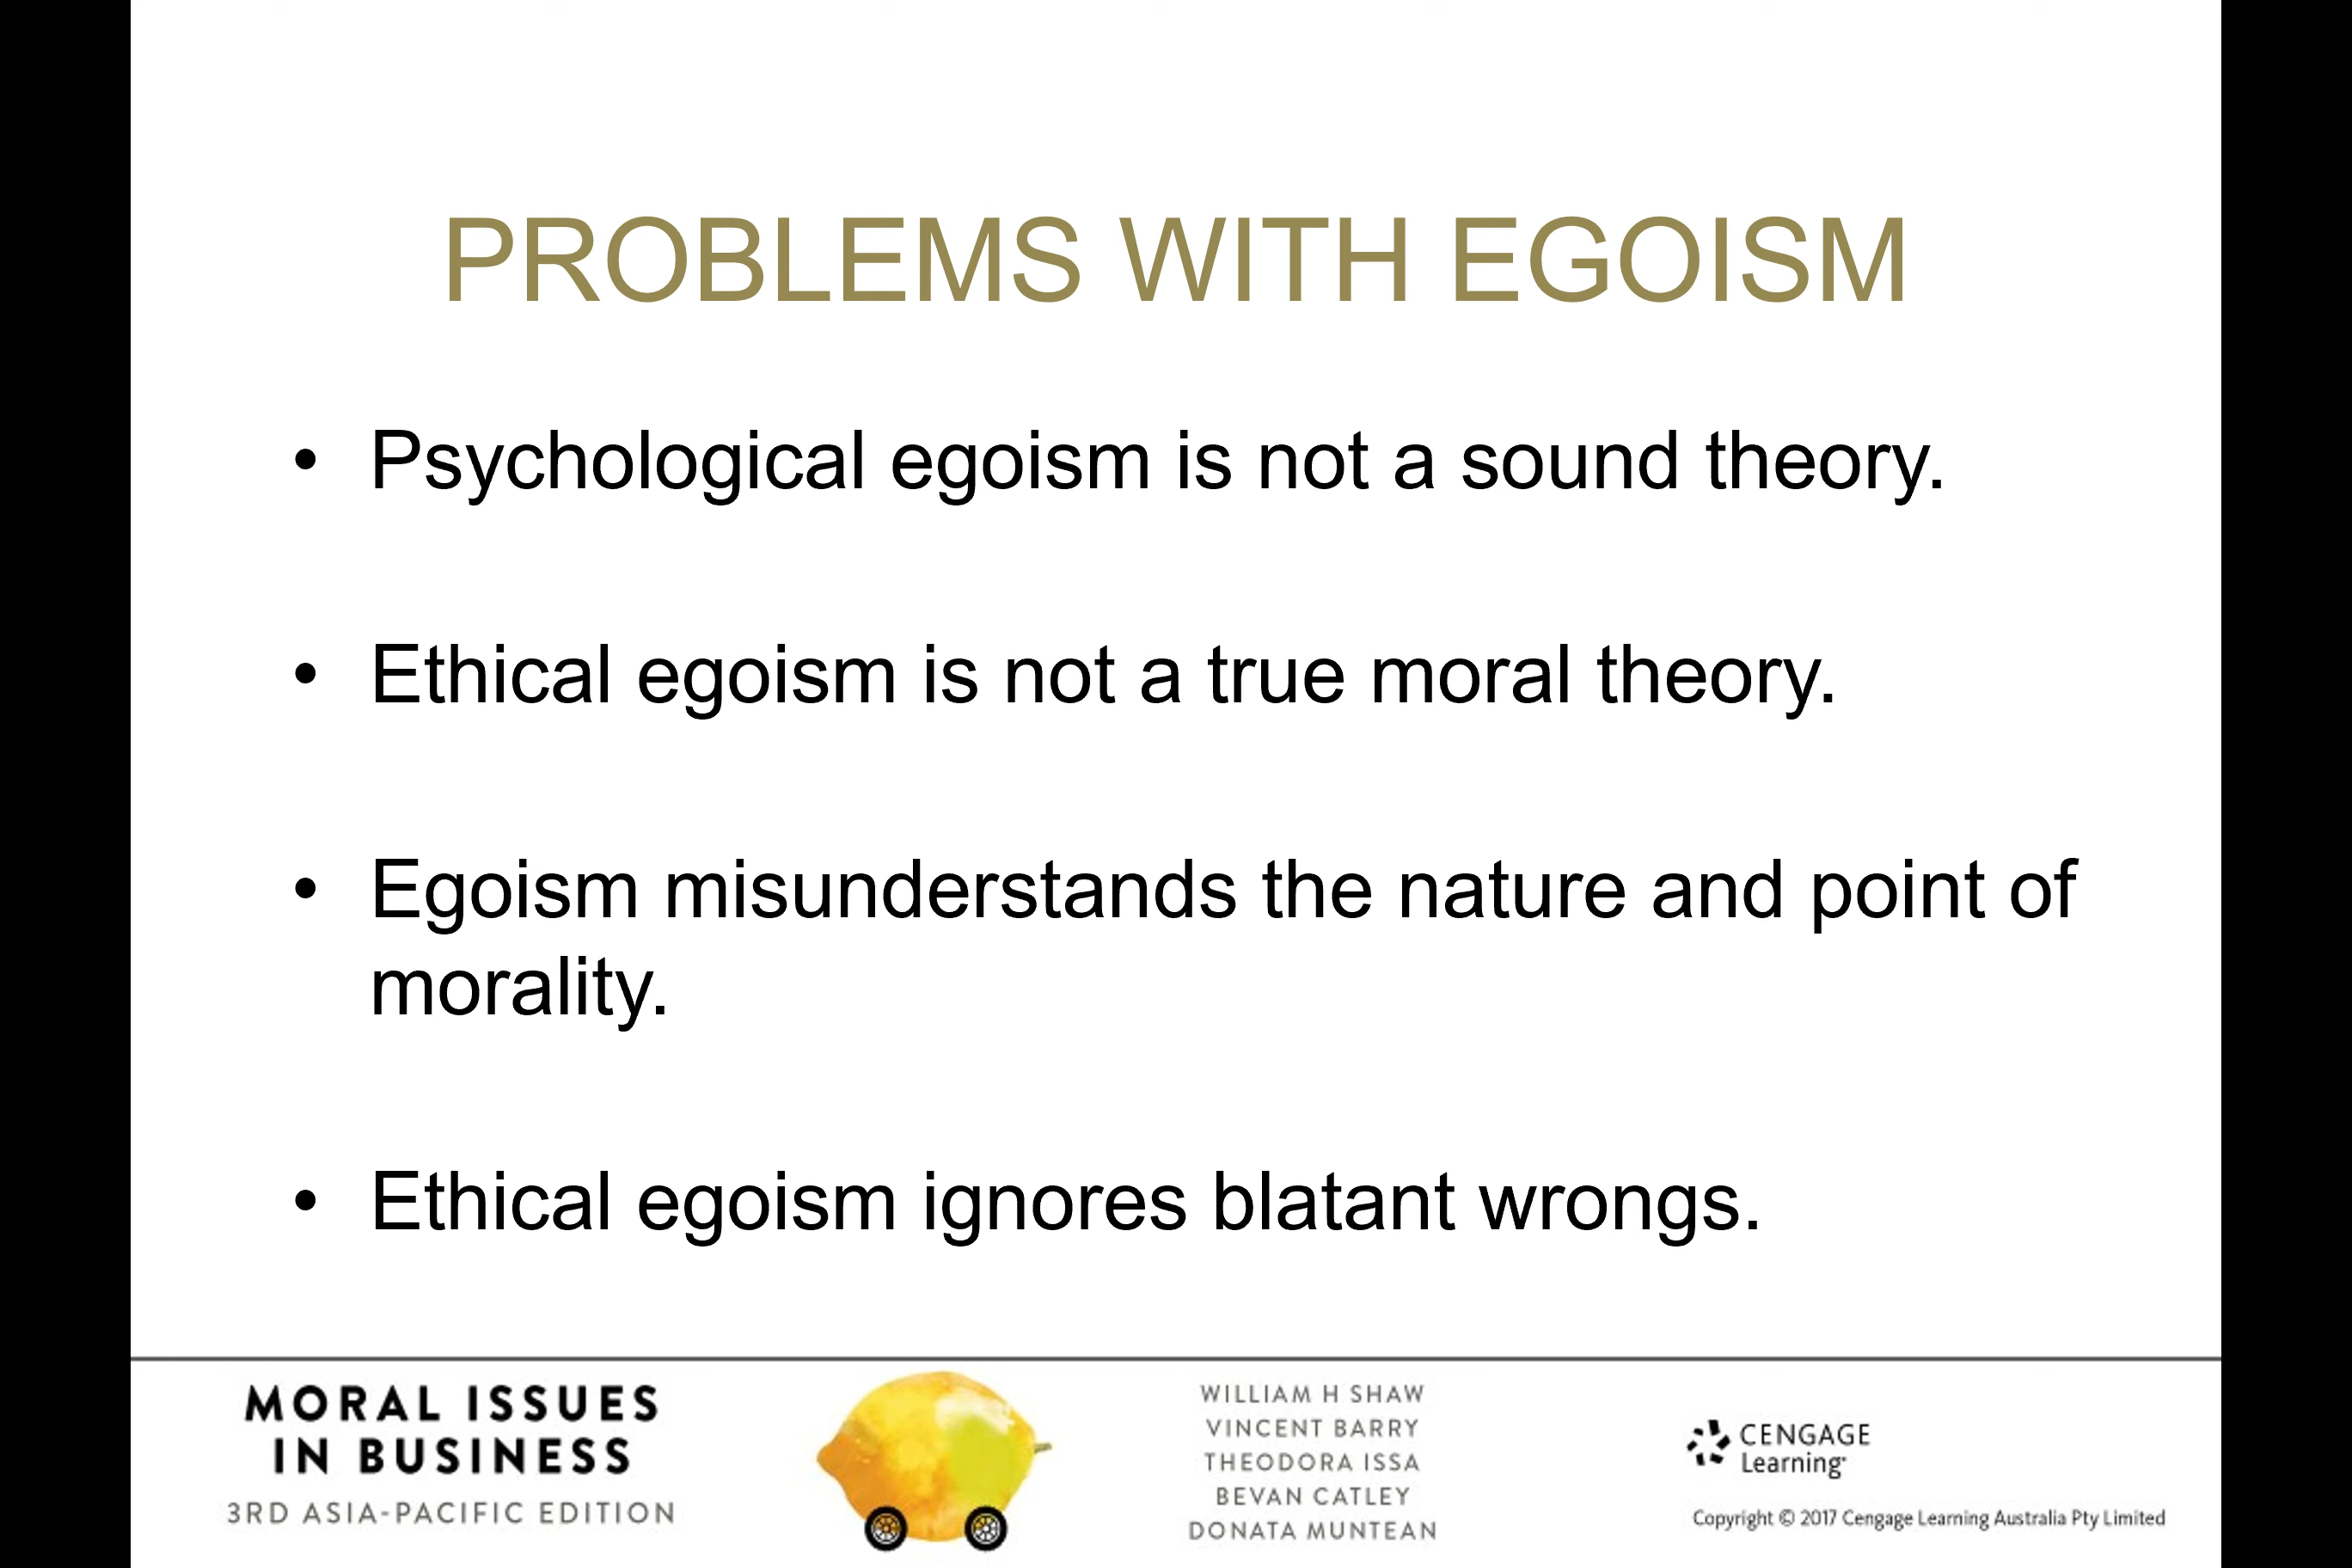 PROBLEMS WITH EGOISM
• Psychological egoism is not a sound theory.
• Ethical egoism is not a true moral theory.
• Egoism misunderstands the nature and point of
morality.
• Ethical egoism ignores blatant wrongs.
MORAL ISSUES
IN BUSINESS
3RD ASIA-PACIFIC EDITION
WILLIAM H SHAW
VINCENT BARRY
THEODORA ISSA
BEVAN CATLEY
DONATA MUNTEAN
CENGAGE
Learning®
Copyright © 2017 Cengage Learning Australia Pty Limited